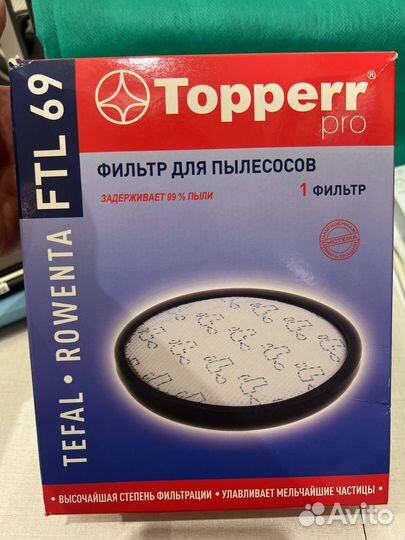 Topperr®
pro
ФИЛЬТР ДЛЯ ПЫЛЕСОСОВ
ЗАДЕРЖИВАЕТ 99 % ПЫЛИ
1 ФИЛЬТР
СИСТЕМА
TEFAL • ROWENTA FTL 69
• ВЫСОЧАЙШАЯ СТЕПЕНЬ ФИЛЬТРАЦИИ • УЛАВЛИВАЕТ МЕЛЬЧАЙШИЕ ЧАСТИЦЫ
Avito